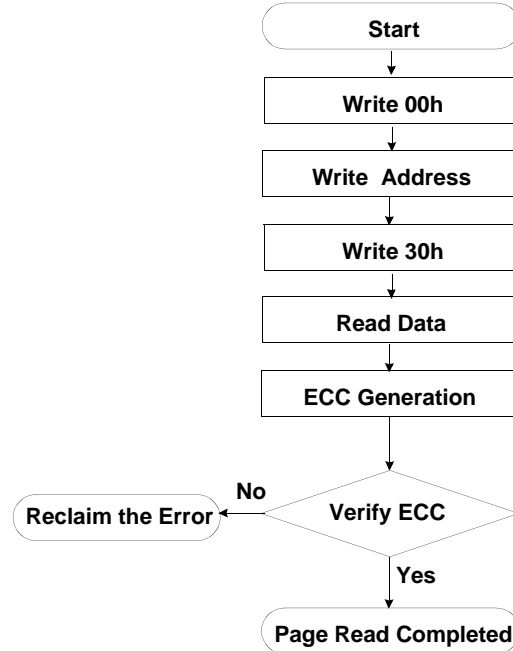 Start
Write 00h
Write Address
Write 30h
Read Data
ECC Generation
No
Reclaim the Error
Verify ECC
Yes
Page Read Completed